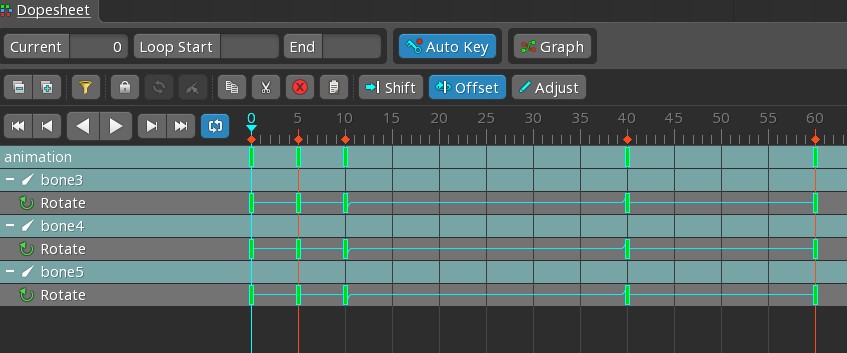 Dopesheet
Current 0 Loop Start End Auto Key Graph
Shift Offset Adjust
0 5 10 15 20 25 30 35 40 45 50 55 60
animation
bone3
Rotate
bone4
Rotate
bone5
Rotate